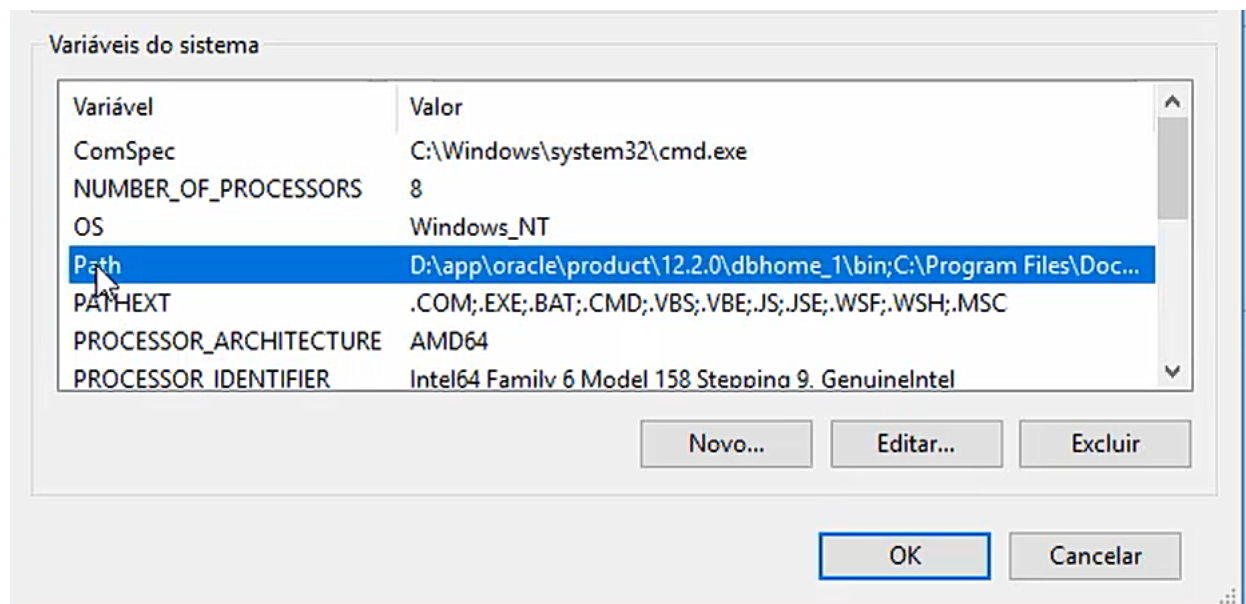 Variáveis do sistema
Variável Valor
ComSpec C:\Windows\system32\cmd.exe
NUMBER_OF_PROCESSORS 8
OS Windows_NT
Path D:\app\oracle\product\12.2.0\dbhome_1\bin;C:\Program Files\Doc...
PATHEXT .COM;.EXE;.BAT;.CMD;.VBS;.VBE;.JS;.JSE;.WSF;.WSH;.MSC
PROCESSOR_ARCHITECTURE AMD64
PROCESSOR_IDENTIFIER Intel64 Family 6 Model 158 Stepping 9, GenuineIntel
Novo... Editar... Excluir
OK Cancelar